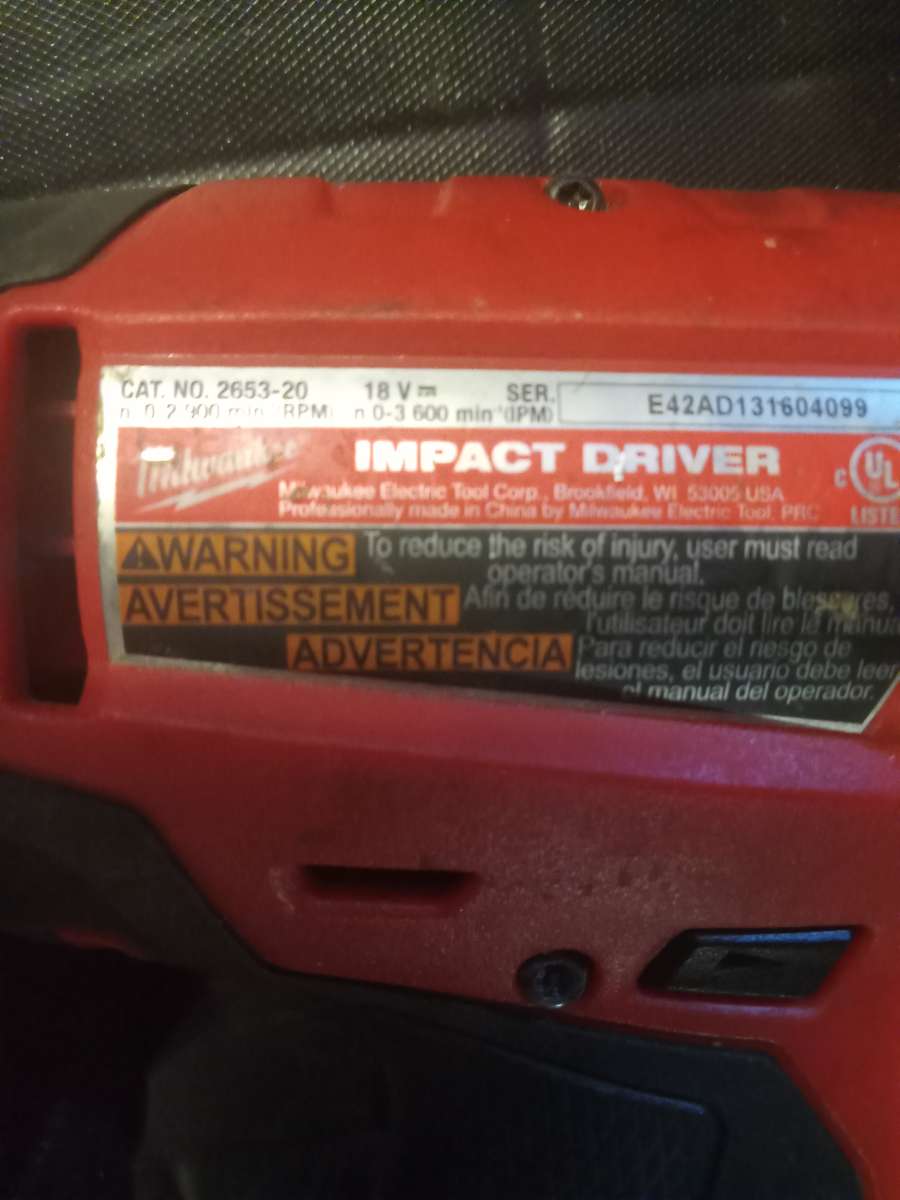 CAT. NO. 2653-20 18 V ⎓ SER. E42AD131604099
n 0-2 900 min (RPM) n 0-3 600 min⁻¹(IPM)
Milwaukee IMPACT DRIVER
Milwaukee Electric Tool Corp., Brookfield, WI 53005 USA
Professionally made in China by Milwaukee Electric Tool, PRC
C UL
LISTE
WARNING To reduce the risk of injury, user must read
operator's manual.
AVERTISSEMENT Afin de réduire le risque de blessures,
l'utilisateur doit lire le manue
ADVERTENCIA Para reducir el riesgo de
lesiones, el usuario debe leer
el manual del operador.